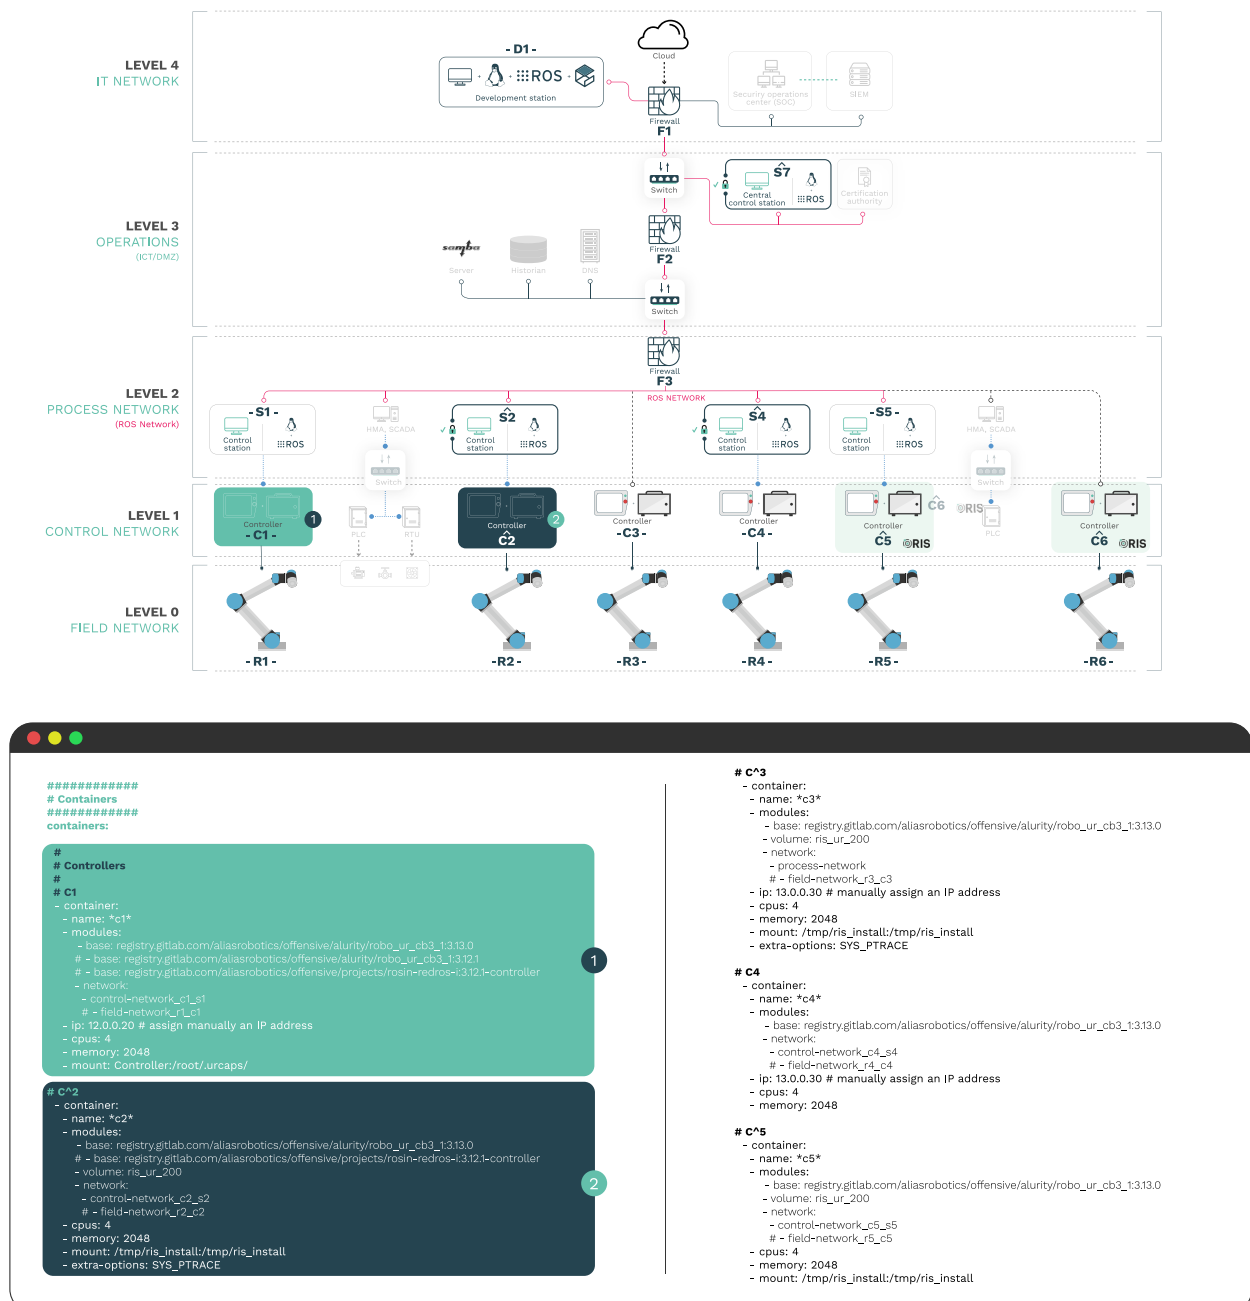 LEVEL 4
IT NETWORK
- D1 -
ROS
Development station
Cloud
Firewall
F1
Security operations
center (SOC)
SIEM
LEVEL 3
OPERATIONS
(ICT/DMZ)
Switch
^
S7
Central
control station
ROS
Certification
authority
Firewall
F2
samba
Server
Historian
DNS
Switch
LEVEL 2
PROCESS NETWORK
(ROS Network)
Firewall
F3
ROS NETWORK
- S1 -
Control
station
ROS
HMA, SCADA
Switch
^
S2
Control
station
ROS
^
S4
Control
station
ROS
- S5 -
Control
station
ROS
HMA, SCADA
Switch
LEVEL 1
CONTROL NETWORK
Controller
- C1 -
1
PLC
RTU
Controller
^
C2
2
Controller
- C3 -
Controller
- C4 -
Controller
^
C5
RIS
^
C6
RIS
PLC
Controller
^
C6
RIS
LEVEL 0
FIELD NETWORK
- R1 -
- R2 -
- R3 -
- R4 -
- R5 -
- R6 -
############
# Containers
############
containers:
#
# Controllers
#
# C1
- container:
- name: *c1*
- modules:
- base: registry.gitlab.com/aliasrobotics/offensive/alurity/robo_ur_cb3_1:3.13.0
# - base: registry.gitlab.com/aliasrobotics/offensive/alurity/robo_ur_cb3_1:3.12.1
# - base: registry.gitlab.com/aliasrobotics/offensive/projects/rosin-redros-i:3.12.1-controller
- network:
- control-network_c1_s1
# - field-network_r1_c1
- ip: 12.0.0.20 # assign manually an IP address
- cpus: 4
- memory: 2048
- mount: Controller:/root/.urcaps/
1
# C^2
- container:
- name: *c2*
- modules:
- base: registry.gitlab.com/aliasrobotics/offensive/alurity/robo_ur_cb3_1:3.13.0
# - base: registry.gitlab.com/aliasrobotics/offensive/projects/rosin-redros-i:3.12.1-controller
- volume: ris_ur_200
- network:
- control-network_c2_s2
# - field-network_r2_c2
- cpus: 4
- memory: 2048
- mount: /tmp/ris_install:/tmp/ris_install
- extra-options: SYS_PTRACE
2
# C^3
- container:
- name: *c3*
- modules:
- base: registry.gitlab.com/aliasrobotics/offensive/alurity/robo_ur_cb3_1:3.13.0
- volume: ris_ur_200
- network:
- process-network
# - field-network_r3_c3
- ip: 13.0.0.30 # manually assign an IP address
- cpus: 4
- memory: 2048
- mount: /tmp/ris_install:/tmp/ris_install
- extra-options: SYS_PTRACE
# C4
- container:
- name: *c4*
- modules:
- base: registry.gitlab.com/aliasrobotics/offensive/alurity/robo_ur_cb3_1:3.13.0
- network:
- control-network_c4_s4
# - field-network_r4_c4
- ip: 13.0.0.30 # manually assign an IP address
- cpus: 4
- memory: 2048
# C^5
- container:
- name: *c5*
- modules:
- base: registry.gitlab.com/aliasrobotics/offensive/alurity/robo_ur_cb3_1:3.13.0
- volume: ris_ur_200
- network:
- control-network_c5_s5
# - field-network_r5_c5
- cpus: 4
- memory: 2048
- mount: /tmp/ris_install:/tmp/ris_install